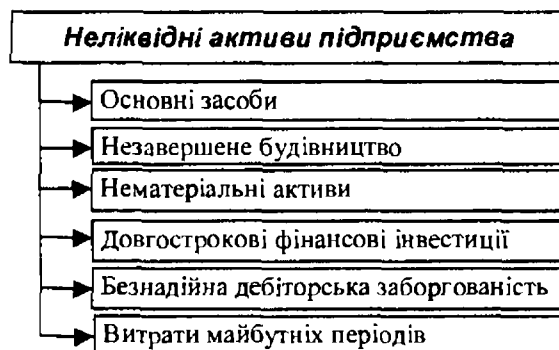 Неліквідні активи підприємства
Основні засоби
Незавершене будівництво
Нематеріальні активи
Довгострокові фінансові інвестиції
Безнадійна дебіторська заборгованість
Витрати майбутніх періодів